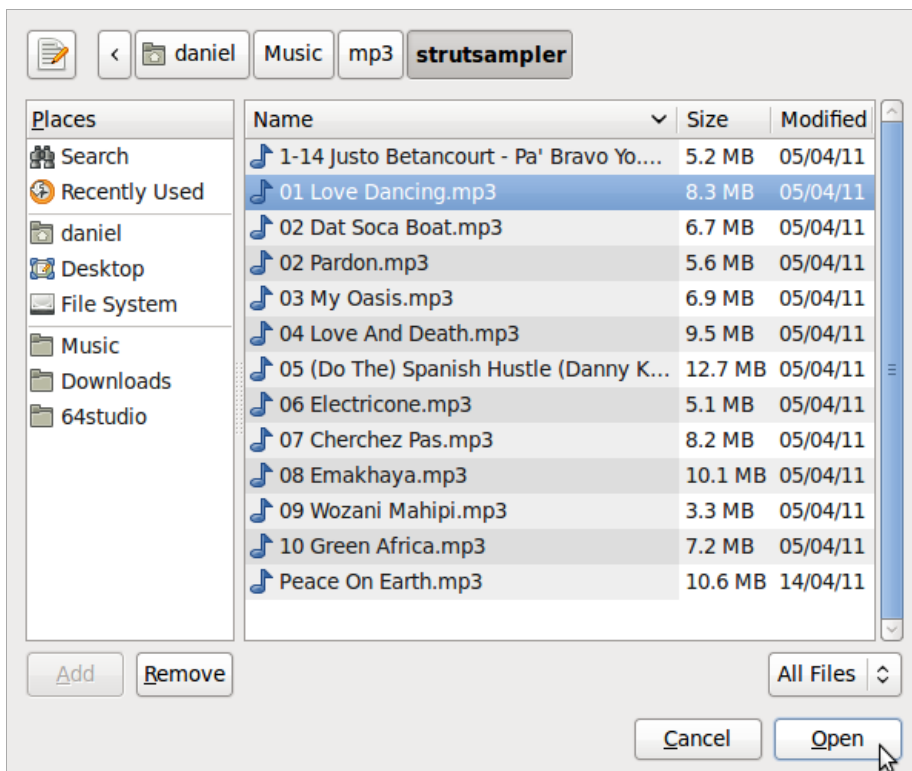 daniel Music mp3 strutsampler
Places
Search
Recently Used
daniel
Desktop
File System
Music
Downloads
64studio
Name Size Modified
1-14 Justo Betancourt - Pa' Bravo Yo.... 5.2 MB 05/04/11
01 Love Dancing.mp3 8.3 MB 05/04/11
02 Dat Soca Boat.mp3 6.7 MB 05/04/11
02 Pardon.mp3 5.6 MB 05/04/11
03 My Oasis.mp3 6.9 MB 05/04/11
04 Love And Death.mp3 9.5 MB 05/04/11
05 (Do The) Spanish Hustle (Danny K... 12.7 MB 05/04/11
06 Electricone.mp3 5.1 MB 05/04/11
07 Cherchez Pas.mp3 8.2 MB 05/04/11
08 Emakhaya.mp3 10.1 MB 05/04/11
09 Wozani Mahipi.mp3 3.3 MB 05/04/11
10 Green Africa.mp3 7.2 MB 05/04/11
Peace On Earth.mp3 10.6 MB 14/04/11
Add Remove All Files
Cancel Open